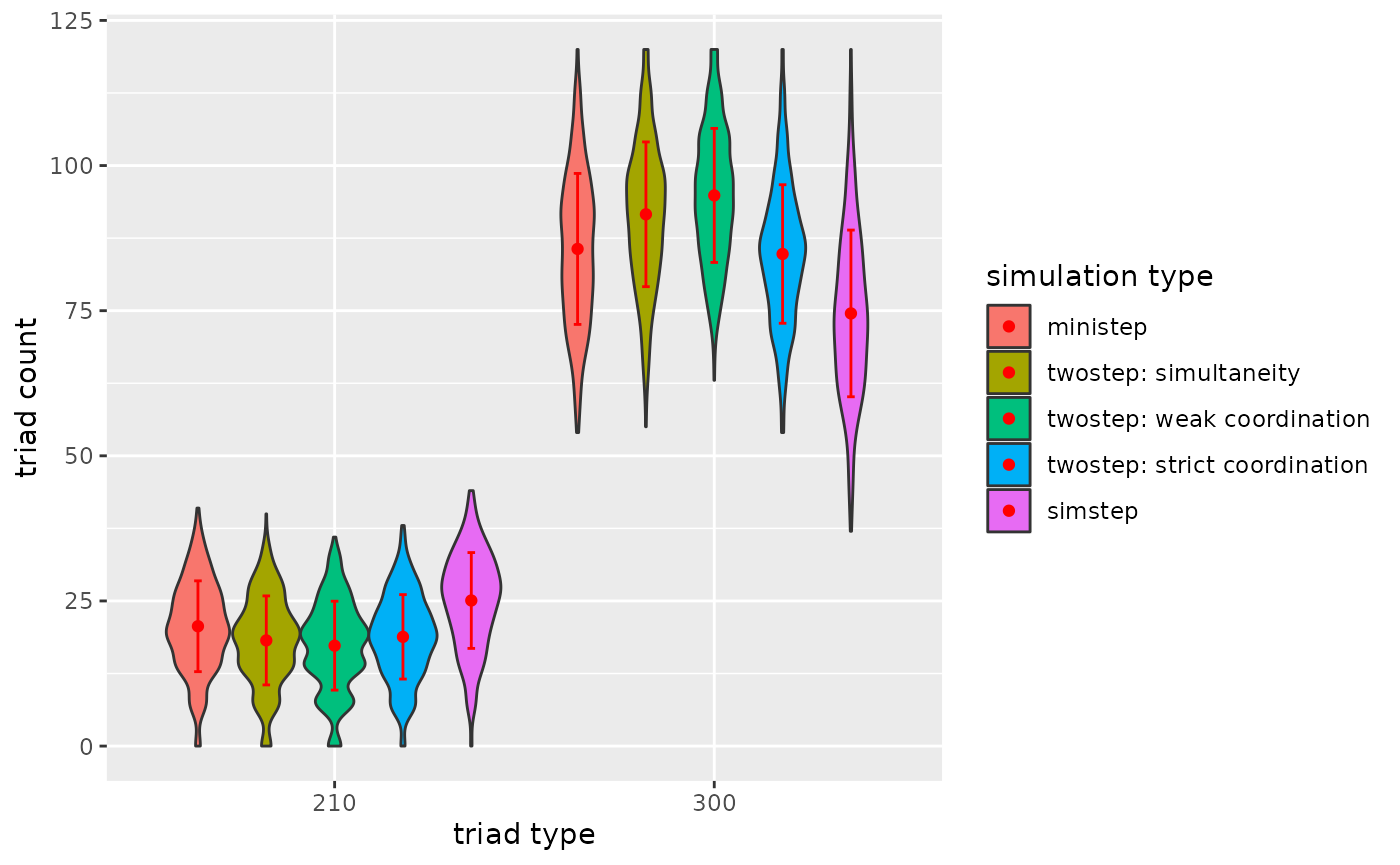 125
100
75
50
25
0
triad count
210
300
triad type
simulation type
ministep
twostep: simultaneity
twostep: weak coordination
twostep: strict coordination
simstep